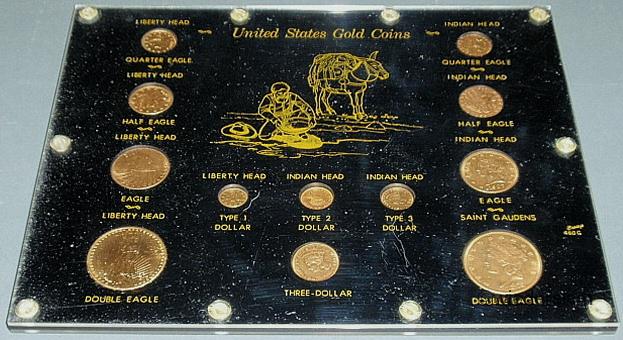 United States Gold Coins
LIBERTY HEAD
QUARTER EAGLE
LIBERTY HEAD
HALF EAGLE
LIBERTY HEAD
EAGLE
LIBERTY HEAD
DOUBLE EAGLE
LIBERTY HEAD
TYPE 1
DOLLAR
INDIAN HEAD
TYPE 2
DOLLAR
INDIAN HEAD
TYPE 3
DOLLAR
THREE-DOLLAR
INDIAN HEAD
QUARTER EAGLE
INDIAN HEAD
HALF EAGLE
INDIAN HEAD
EAGLE
SAINT GAUDENS
DOUBLE EAGLE